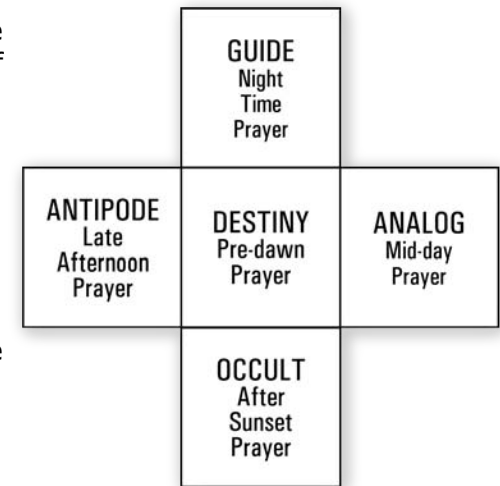 GUIDE
Night
Time
Prayer
ANTIPODE
Late
Afternoon
Prayer
DESTINY
Pre-dawn
Prayer
ANALOG
Mid-day
Prayer
OCCULT
After
Sunset
Prayer